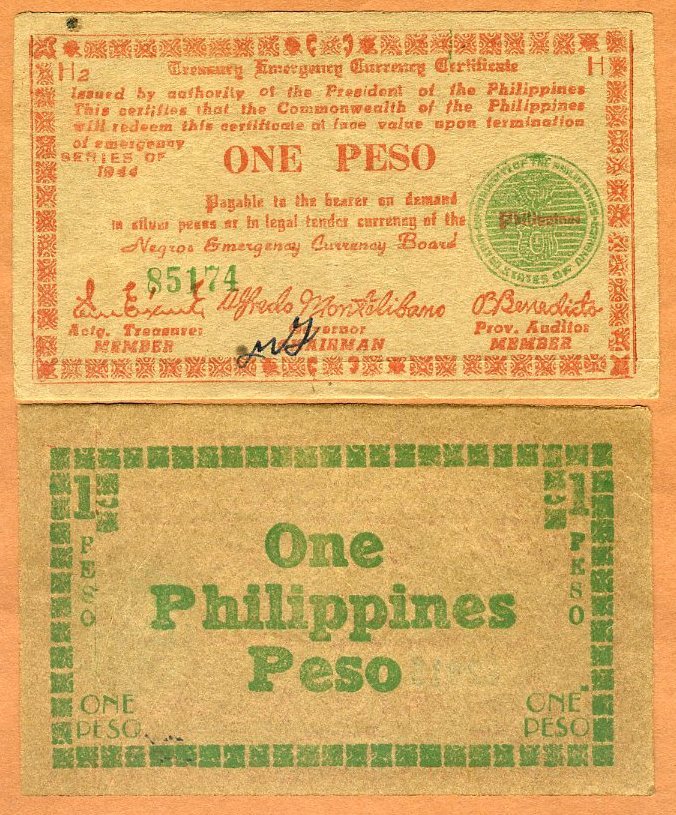 H2 Treasury Emergency Currency Certificate H
Issued by authority of the President of the Philippines
This certifies that the Commonwealth of the Philippines
will redeem this certificate at face value upon termination
of emergency
SERIES OF
1944
ONE PESO
Payable to the bearer on demand
in silver pesos or in legal tender currency of the Philippines
Negros Emergency Currency Board
85174
Alfredo Montelibano
P Benedicto
Actg. Treasurer Governor Prov. Auditor
MEMBER CHAIRMAN MEMBER
1 1
PESO PESO
One
Philippines
Peso
ONE ONE
PESO PESO